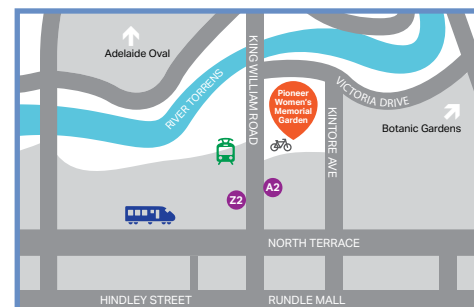 Adelaide Oval
KING WILLIAM ROAD
RIVER TORRENS
Pioneer
Women's
Memorial
Garden
VICTORIA DRIVE
KINTORE AVE
Botanic Gardens
A2
Z2
NORTH TERRACE
HINDLEY STREET
RUNDLE MALL